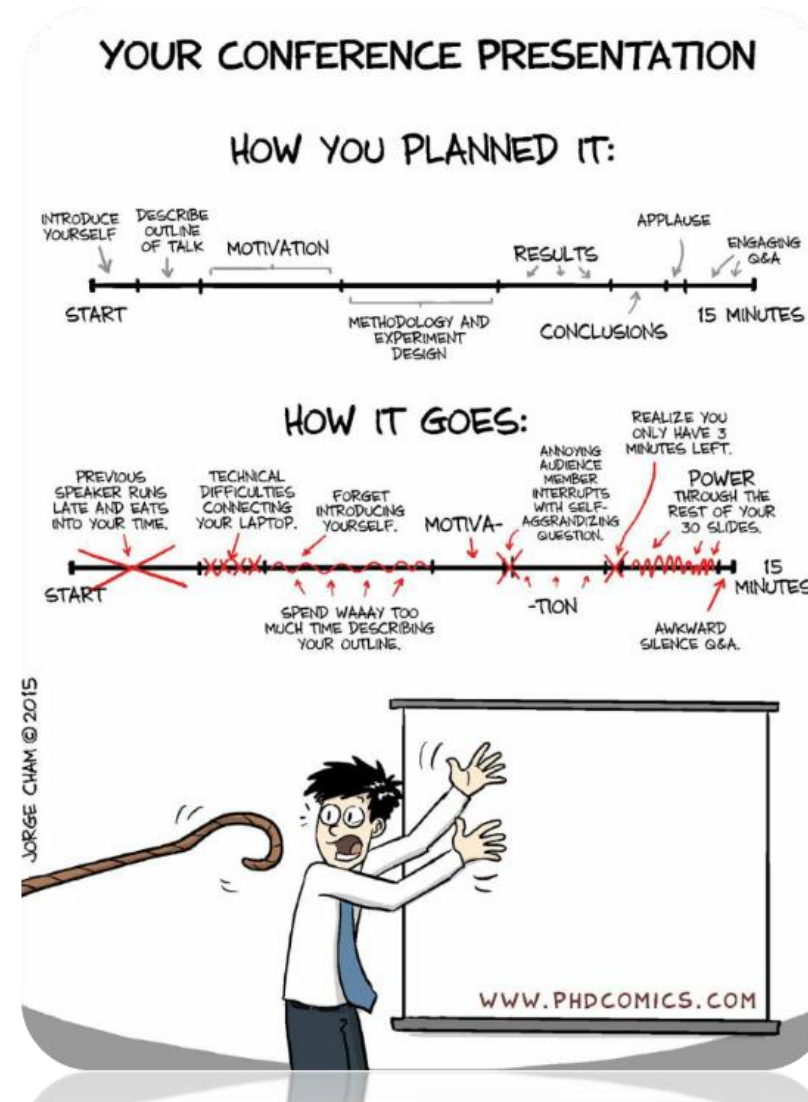 YOUR CONFERENCE PRESENTATION
HOW YOU PLANNED IT:
INTRODUCE
YOURSELF
DESCRIBE
OUTLINE
OF TALK
MOTIVATION
METHODOLOGY AND
EXPERIMENT
DESIGN
RESULTS
CONCLUSIONS
APPLAUSE
ENGAGING
Q&A
START
15 MINUTES
HOW IT GOES:
PREVIOUS
SPEAKER RUNS
LATE AND EATS
INTO YOUR TIME.
TECHNICAL
DIFFICULTIES
CONNECTING
YOUR LAPTOP.
FORGET
INTRODUCING
YOURSELF.
SPEND WAAAY TOO
MUCH TIME DESCRIBING
YOUR OUTLINE.
MOTIVA-
ANNOYING
AUDIENCE
MEMBER
INTERRUPTS
WITH SELF-
AGGRANDIZING
QUESTION.
-TION
REALIZE YOU
ONLY HAVE 3
MINUTES LEFT.
POWER
THROUGH THE
REST OF YOUR
30 SLIDES.
AWKWARD
SILENCE Q&A.
START
15
MINUTES
JORGE CHAM © 2015
WWW.PHDCOMICS.COM